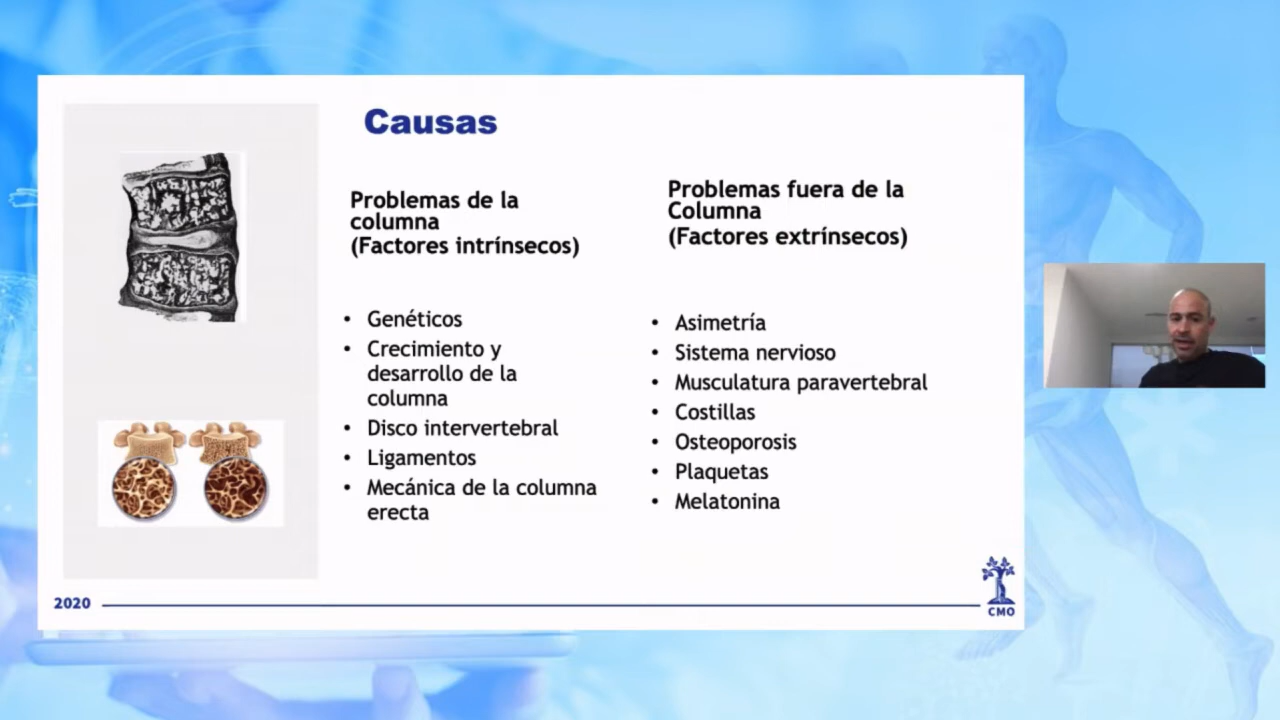 Causas
Problemas de la
columna
(Factores intrínsecos)
• Genéticos
• Crecimiento y
desarrollo de la
columna
• Disco intervertebral
• Ligamentos
• Mecánica de la columna
erecta
Problemas fuera de la
Columna
(Factores extrínsecos)
• Asimetría
• Sistema nervioso
• Musculatura paravertebral
• Costillas
• Osteoporosis
• Plaquetas
• Melatonina
2020
CMO